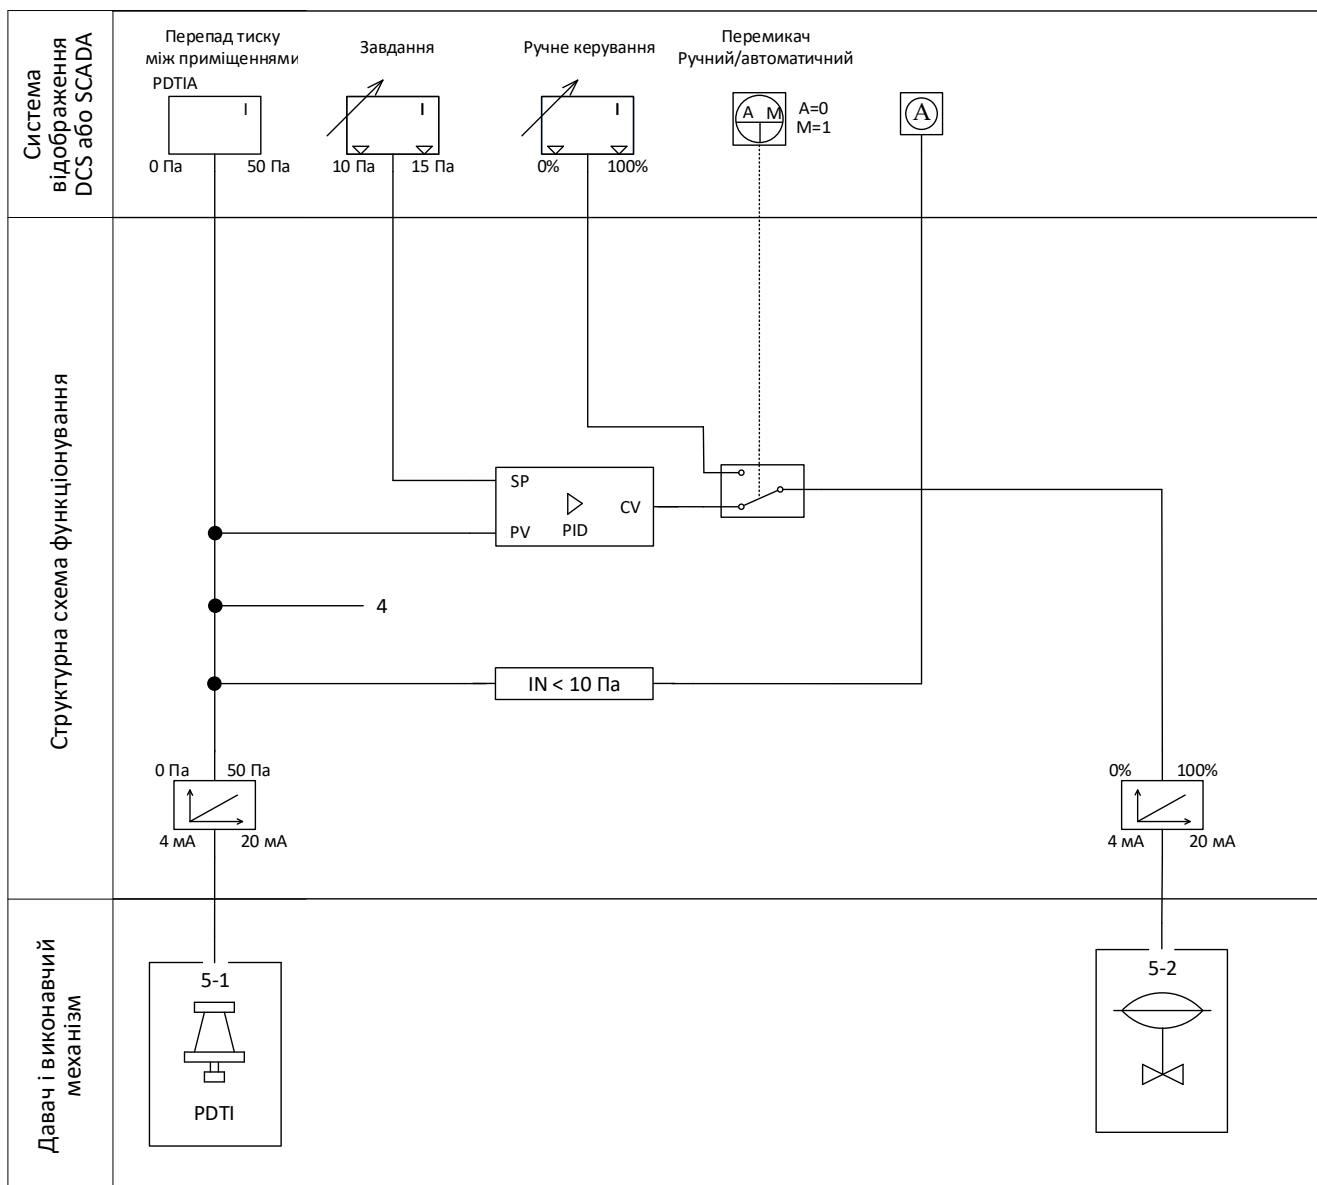 Система
відображення
DCS або SCADA
Перепад тиску
між приміщеннями
PDTIA
I
0 Па 50 Па
Завдання
I
10 Па 15 Па
Ручне керування
I
0% 100%
Перемикач
Ручний/автоматичний
A M
A=0
M=1
A
Структурна схема функціонування
SP
PV
PID
CV
4
IN < 10 Па
0 Па 50 Па
4 мА 20 мА
0% 100%
4 мА 20 мА
Давач і виконавчий
механізм
5-1
PDTI
5-2